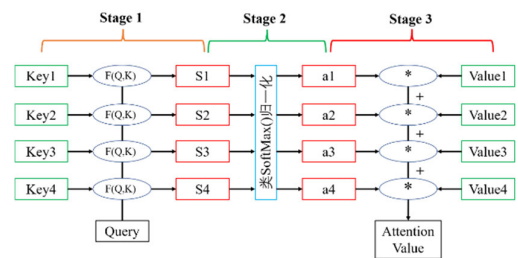 Stage 1 Stage 2 Stage 3
Key1 F(Q,K) S1 a1 * Value1
+
Key2 F(Q,K) S2 a2 * Value2
+
Key3 F(Q,K) S3 a3 * Value3
+
Key4 F(Q,K) S4 a4 * Value4
类SoftMax()归一化
Query
Attention
Value